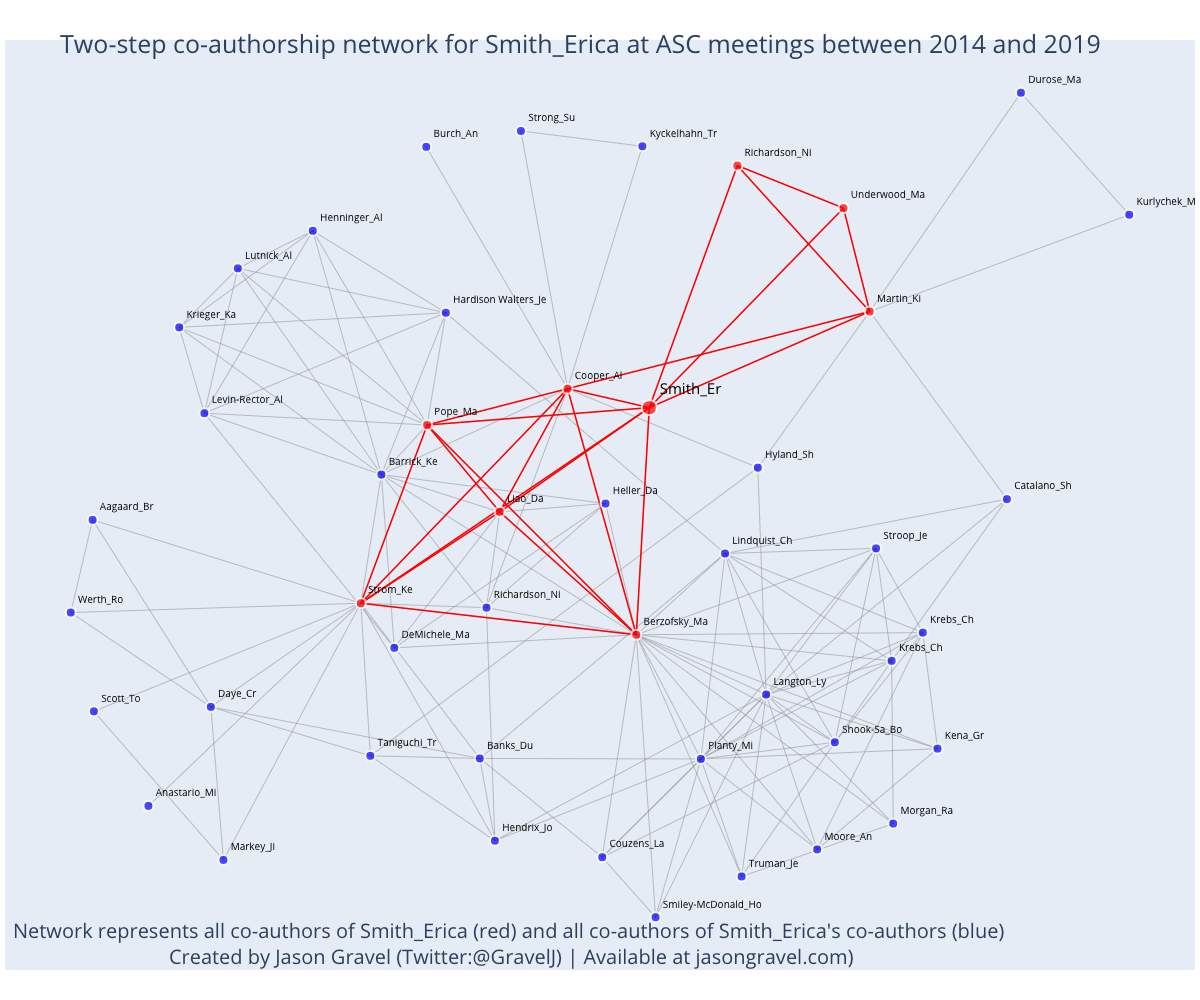 Two-step co-authorship network for Smith_Erica at ASC meetings between 2014 and 2019
Durose_Ma
Strong_Su
Burch_An
Kyckelhahn_Tr
Richardson_Ni
Underwood_Ma
Kurlychek_M
Henninger_Al
Lutnick_Al
Hardison Walters_Je
Martin_Ki
Krieger_Ka
Cooper_Al
Smith_Er
Levin-Rector_Al
Pope_Ma
Barrick_Ke
Hyland_Sh
Heller_Da
Liao_Da
Catalano_Sh
Aagaard_Br
Lindquist_Ch
Stroop_Je
Strom_Ke
Richardson_Ni
Werth_Ro
Berzofsky_Ma
Krebs_Ch
DeMichele_Ma
Krebs_Ch
Langton_Ly
Scott_To
Daye_Cr
Shook-Sa_Bo
Kena_Gr
Taniguchi_Tr
Banks_Du
Planty_Mi
Anastario_Mi
Morgan_Ra
Hendrix_Jo
Moore_An
Markey_Ji
Couzens_La
Truman_Je
Smiley-McDonald_Ho
Network represents all co-authors of Smith_Erica (red) and all co-authors of Smith_Erica's co-authors (blue)
Created by Jason Gravel (Twitter:@GravelJ) | Available at jasongravel.com)